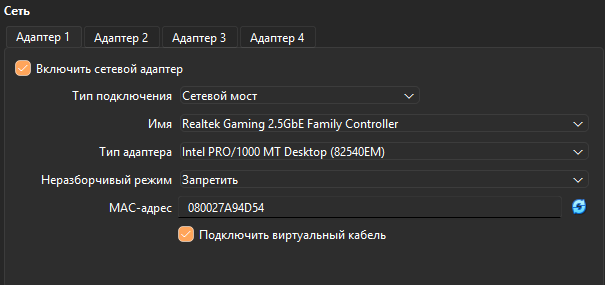 Сеть
Адаптер 1 Адаптер 2 Адаптер 3 Адаптер 4
Включить сетевой адаптер
Тип подключения Сетевой мост
Имя Realtek Gaming 2.5GbE Family Controller
Тип адаптера Intel PRO/1000 MT Desktop (82540EM)
Неразборчивый режим Запретить
MAC-адрес 080027A94D54
Подключить виртуальный кабель